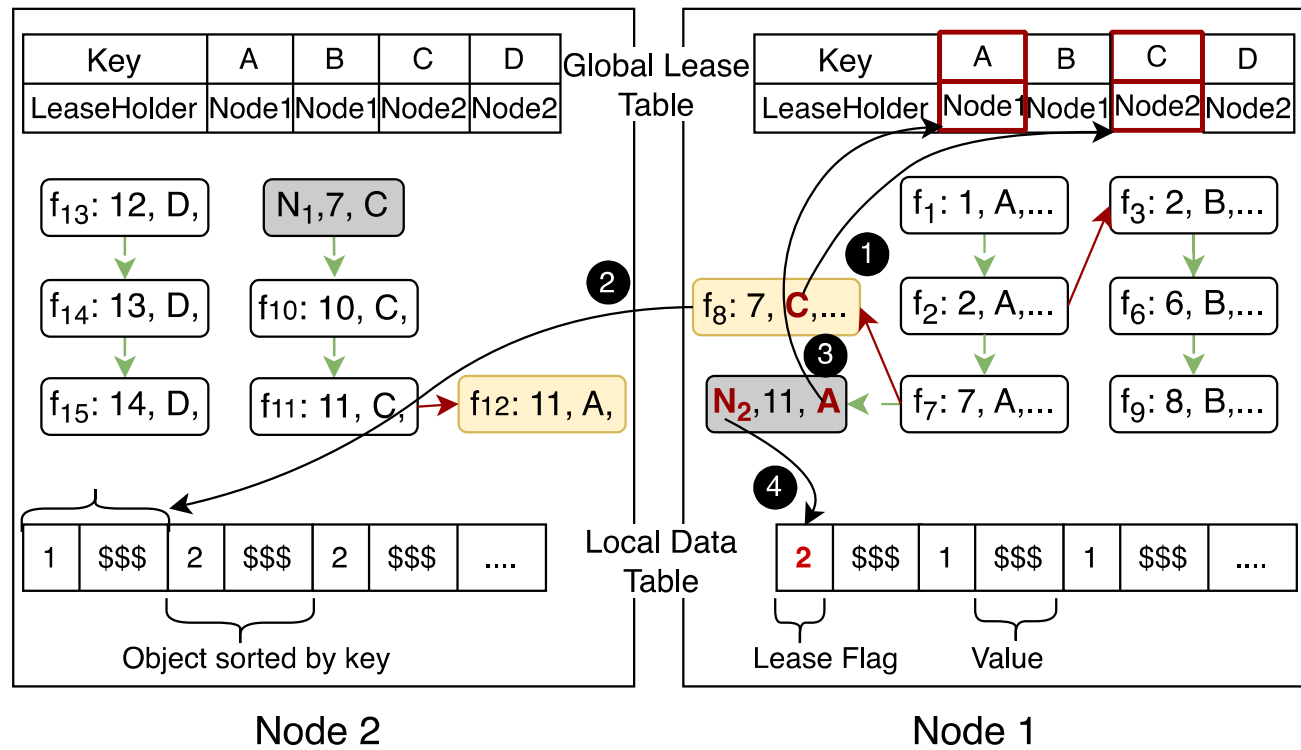 Key A B C D
LeaseHolder Node1 Node1 Node2 Node2
Global Lease
Table
Key A B C D
LeaseHolder Node1 Node1 Node2 Node2
f13: 12, D,
N1,7, C
f14: 13, D,
f10: 10, C,
f15: 14, D,
f11: 11, C,
f12: 11, A,
2
1
f1: 1, A,...
f3: 2, B,...
f8: 7, C,...
f2: 2, A,...
f6: 6, B,...
3
N2,11, A
f7: 7, A,...
f9: 8, B,...
4
1 $$$ 2 $$$ 2 $$$ ....
Local Data
Table
2 $$$ 1 $$$ 1 $$$ ....
Object sorted by key
Lease Flag
Value
Node 2
Node 1